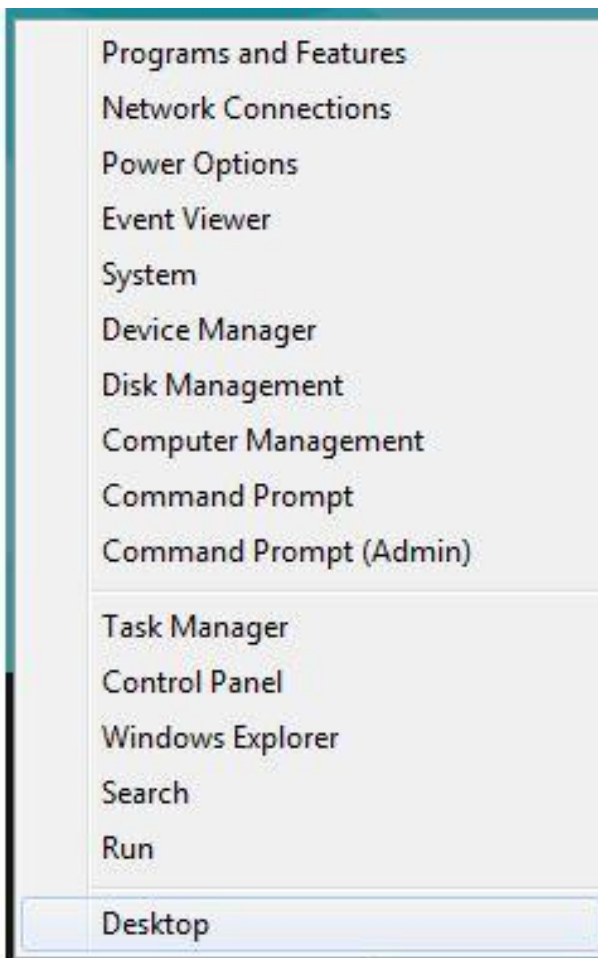 Programs and Features
Network Connections
Power Options
Event Viewer
System
Device Manager
Disk Management
Computer Management
Command Prompt
Command Prompt (Admin)
Task Manager
Control Panel
Windows Explorer
Search
Run
Desktop